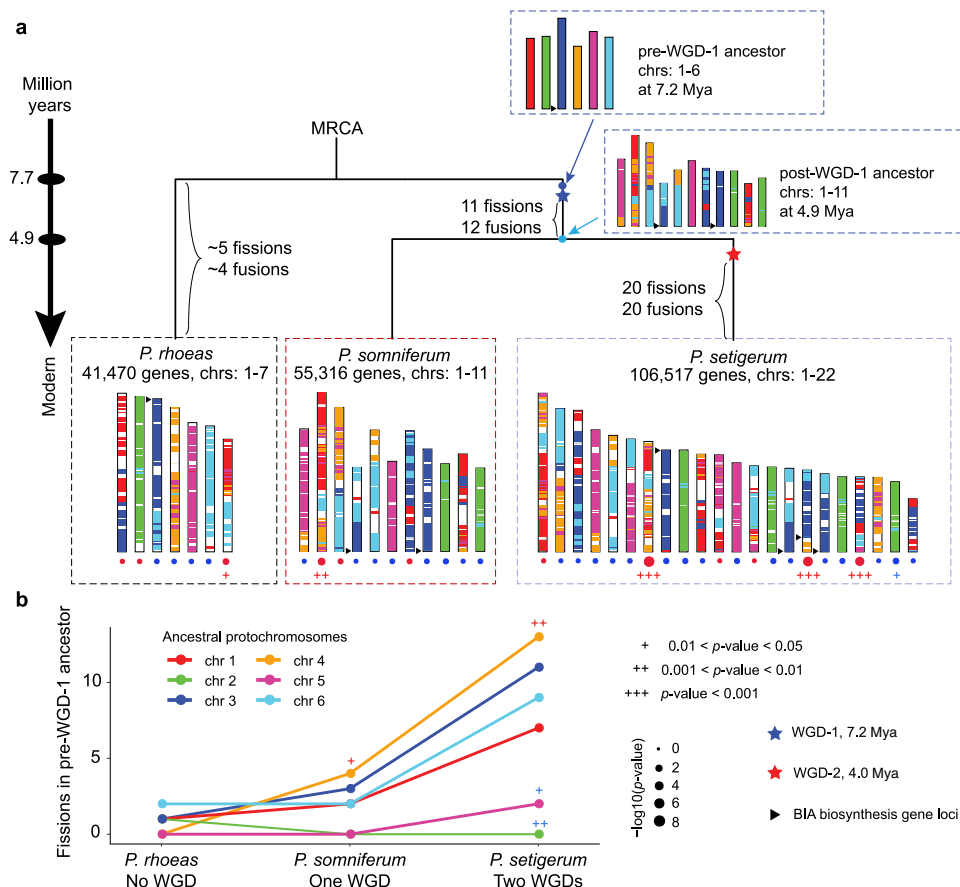 a
Million
years
7.7
4.9
Modern
MRCA
pre-WGD-1 ancestor
chrs: 1-6
at 7.2 Mya
post-WGD-1 ancestor
chrs: 1-11
at 4.9 Mya
11 fissions
12 fusions
~5 fissions
~4 fusions
20 fissions
20 fusions
P. rhoeas
41,470 genes, chrs: 1-7
P. somniferum
55,316 genes, chrs: 1-11
P. setigerum
106,517 genes, chrs: 1-22
+
++
+++
+++
+++
+
b
Fissions in pre-WGD-1 ancestor
10
5
0
Ancestral protochromosomes
chr 1
chr 4
chr 2
chr 5
chr 3
chr 6
+
++
+
++
P. rhoeas
No WGD
P. somniferum
One WGD
P. setigerum
Two WGDs
+ 0.01 < p-value < 0.05
++ 0.001 < p-value < 0.01
+++ p-value < 0.001
−log10(p-value)
0
2
4
6
8
WGD-1, 7.2 Mya
WGD-2, 4.0 Mya
BIA biosynthesis gene loci